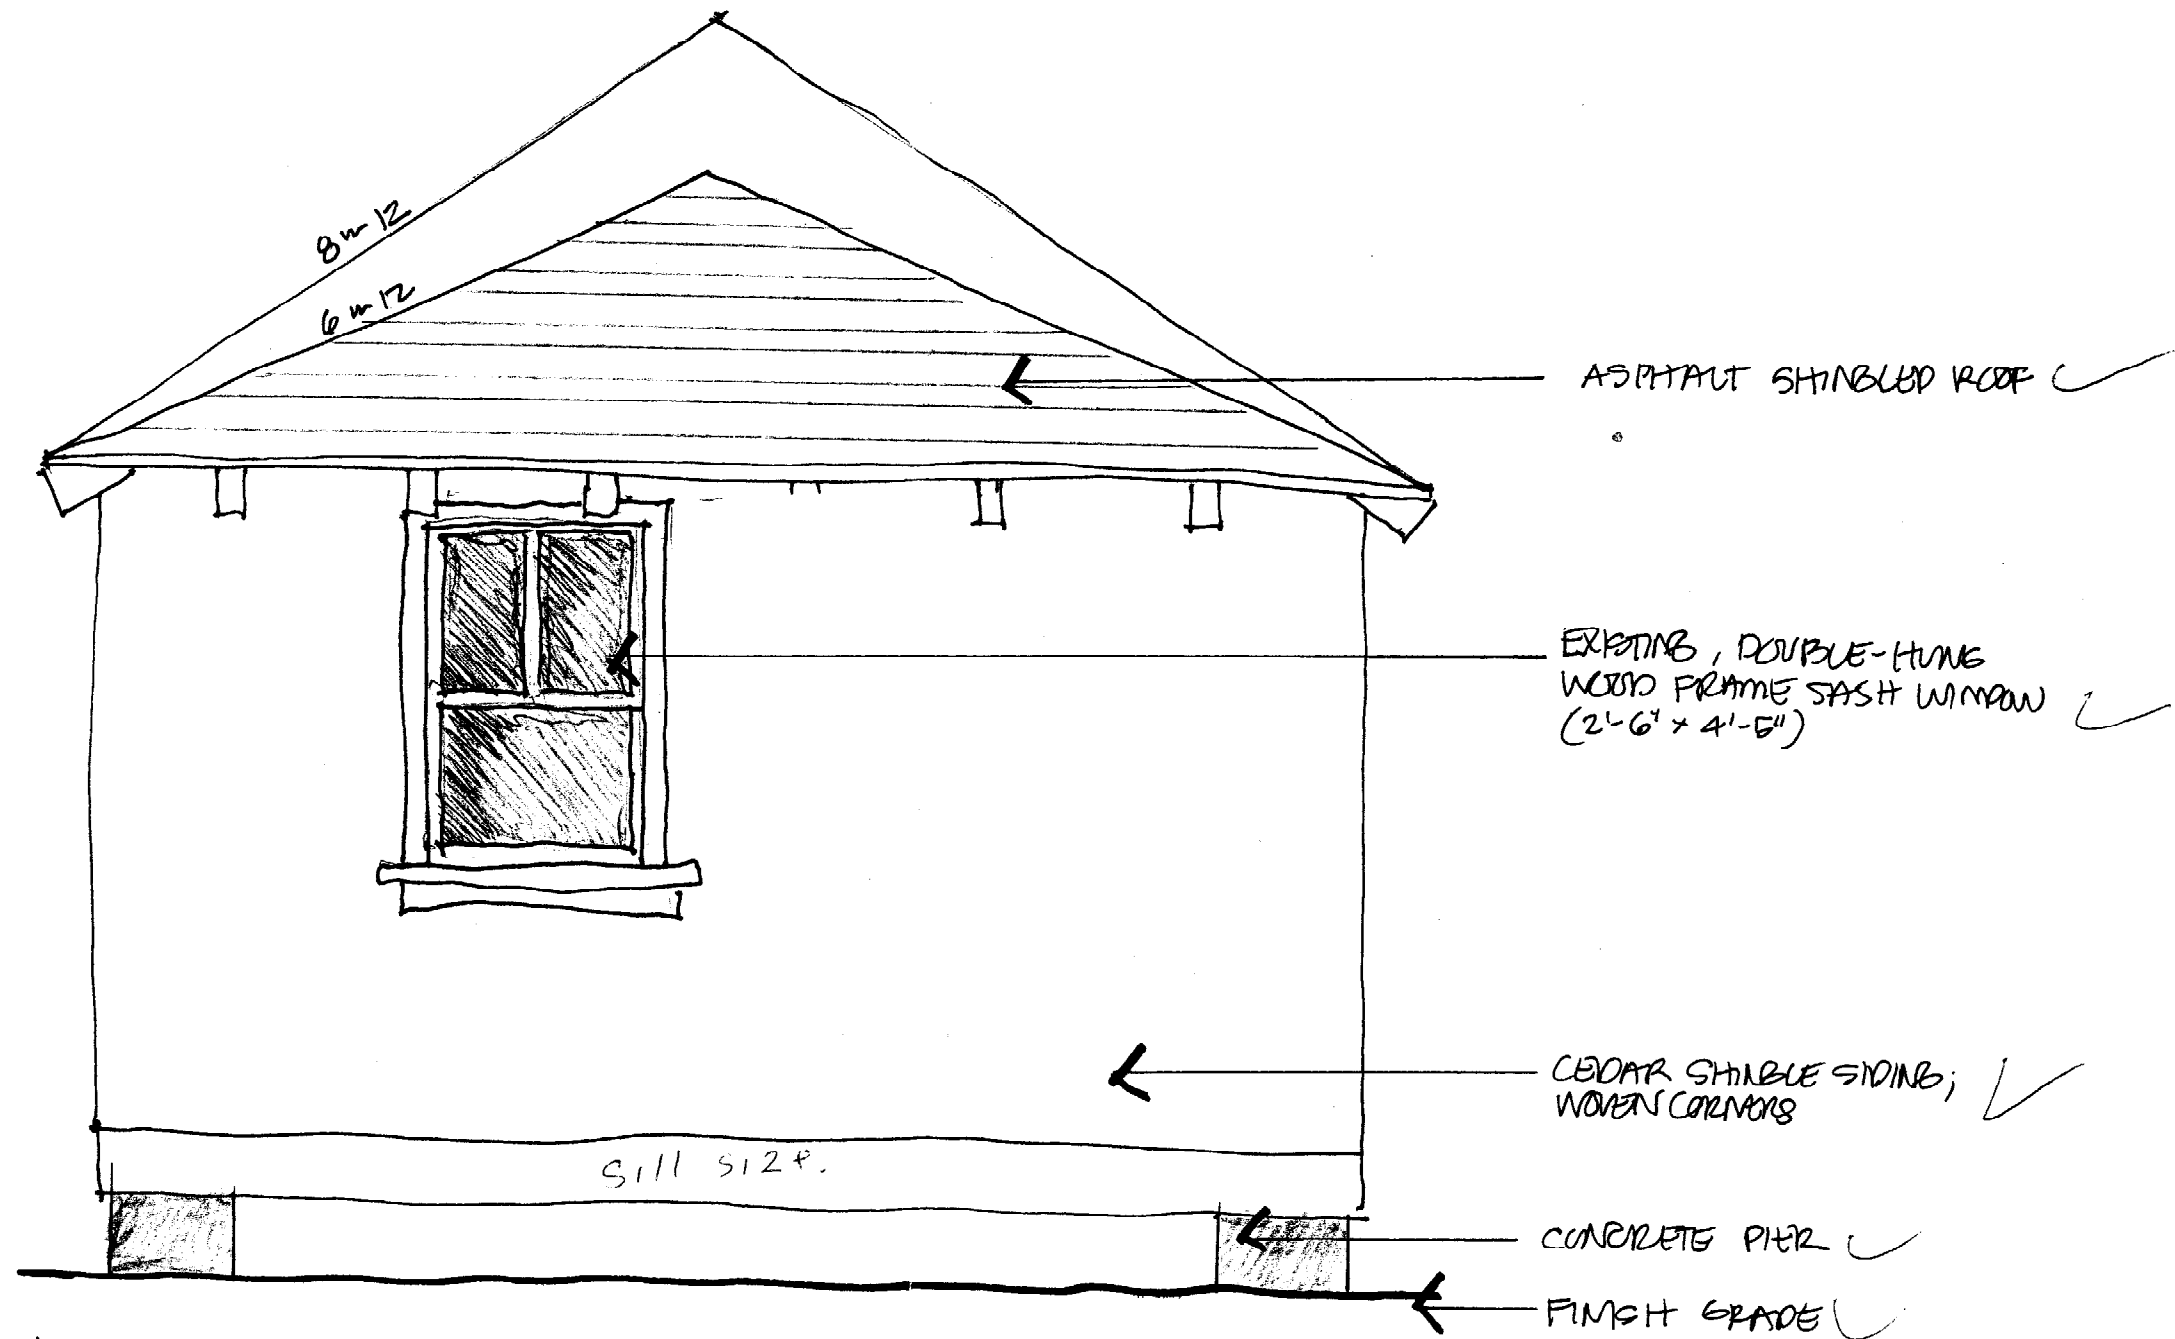 8 in 12
6 in 12
ASPHALT SHINGLED ROOF
EXISTING, DOUBLE-HUNG
WOOD FRAME SASH WINDOW
(2'-6" x 4'-5")
CEDAR SHINGLE SIDING;
WOVEN CORNERS
sill size.
CONCRETE PIER
FINISH GRADE